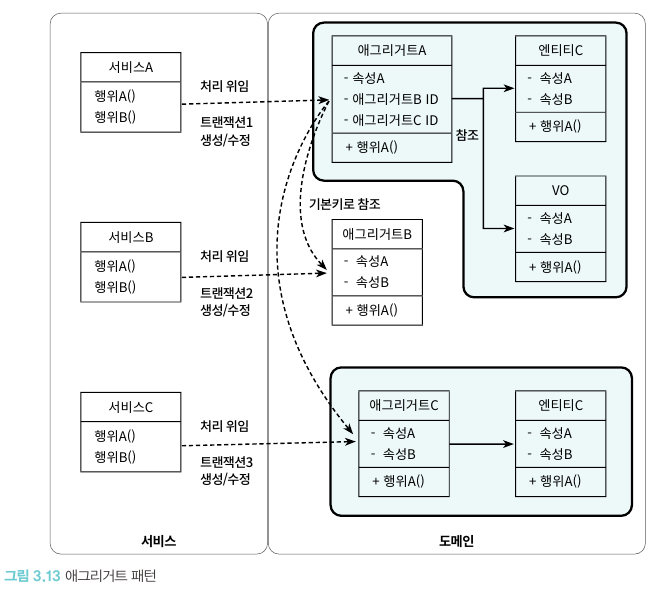 서비스A
행위A()
행위B()
처리 위임
트랜잭션1
생성/수정
애그리거트A
- 속성A
- 애그리거트B ID
- 애그리거트C ID
+ 행위A()
참조
엔티티C
- 속성A
- 속성B
+ 행위A()
VO
- 속성A
- 속성B
+ 행위A()
기본키로 참조
서비스B
행위A()
행위B()
처리 위임
트랜잭션2
생성/수정
애그리거트B
- 속성A
- 속성B
+ 행위A()
서비스C
행위A()
행위B()
처리 위임
트랜잭션3
생성/수정
애그리거트C
- 속성A
- 속성B
+ 행위A()
엔티티C
- 속성A
- 속성B
+ 행위A()
서비스
도메인
그림 3.13 애그리거트 패턴